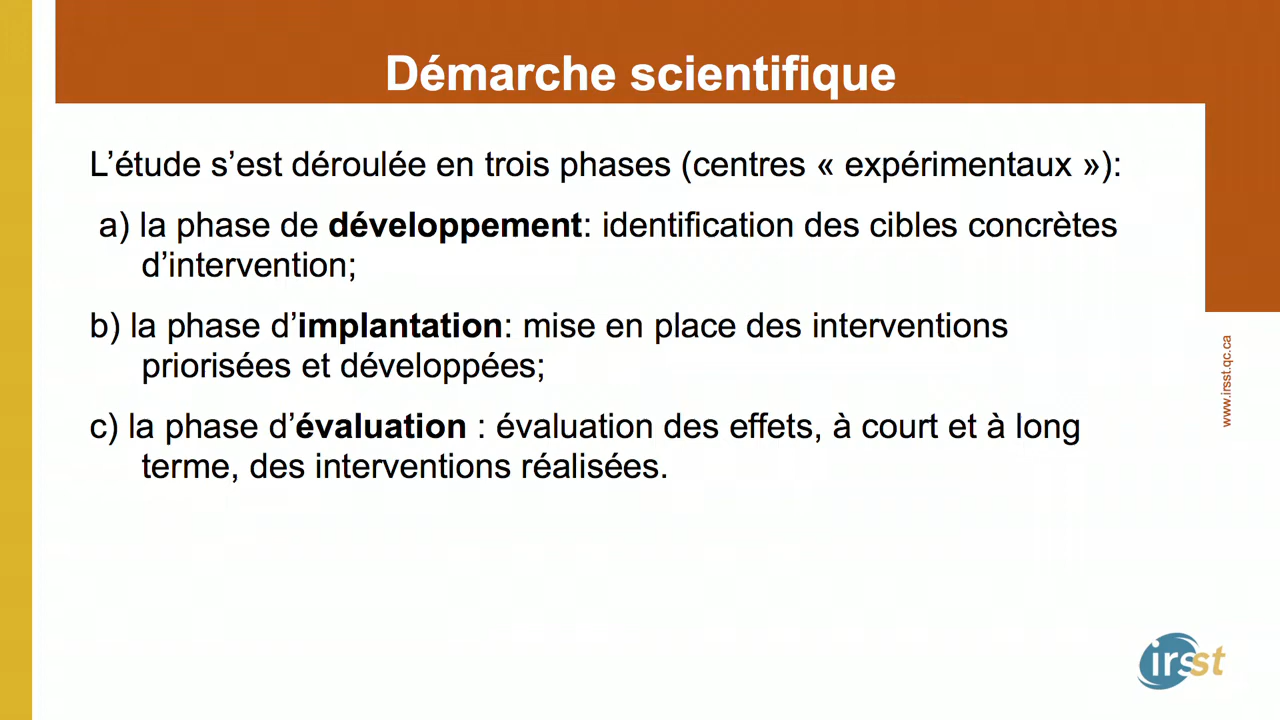 Démarche scientifique
L’étude s’est déroulée en trois phases (centres « expérimentaux »):
a) la phase de développement: identification des cibles concrètes
d’intervention;
b) la phase d’implantation: mise en place des interventions
priorisées et développées;
c) la phase d’évaluation : évaluation des effets, à court et à long
terme, des interventions réalisées.
www.irsst.qc.ca
irsst